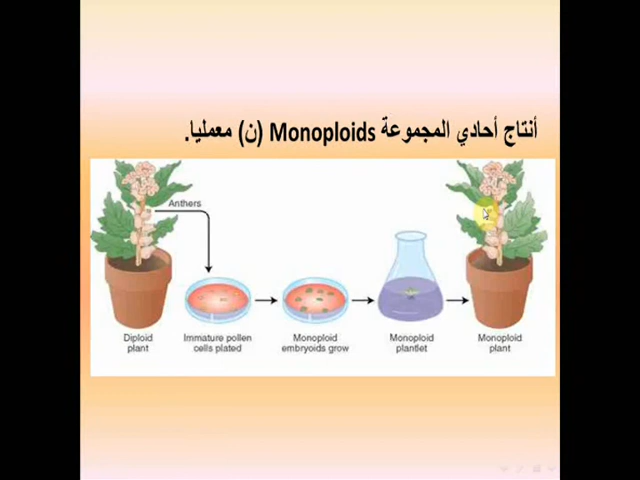 أنتاج أحادي المجموعة Monoploids (ن) معمليا.
Anthers
Diploid
plant
Immature pollen
cells plated
Monoploid
embryoids grow
Monoploid
plantlet
Monoploid
plant